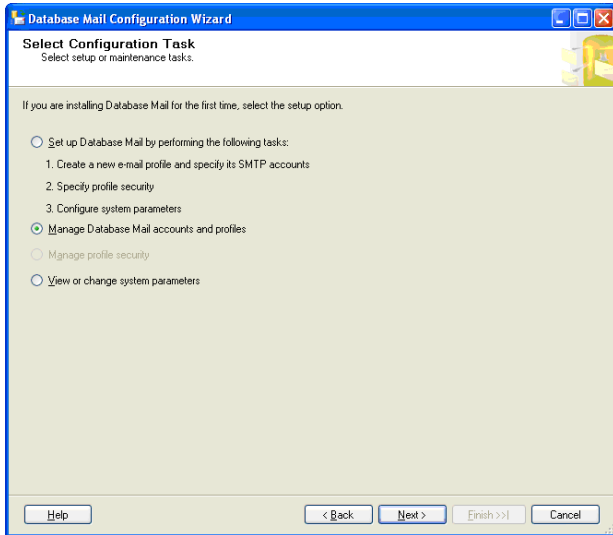 Database Mail Configuration Wizard
Select Configuration Task
Select setup or maintenance tasks.
If you are installing Database Mail for the first time, select the setup option.
Set up Database Mail by performing the following tasks:
1. Create a new e-mail profile and specify its SMTP accounts
2. Specify profile security
3. Configure system parameters
Manage Database Mail accounts and profiles
Manage profile security
View or change system parameters
Help
< Back
Next >
Finish >>|
Cancel